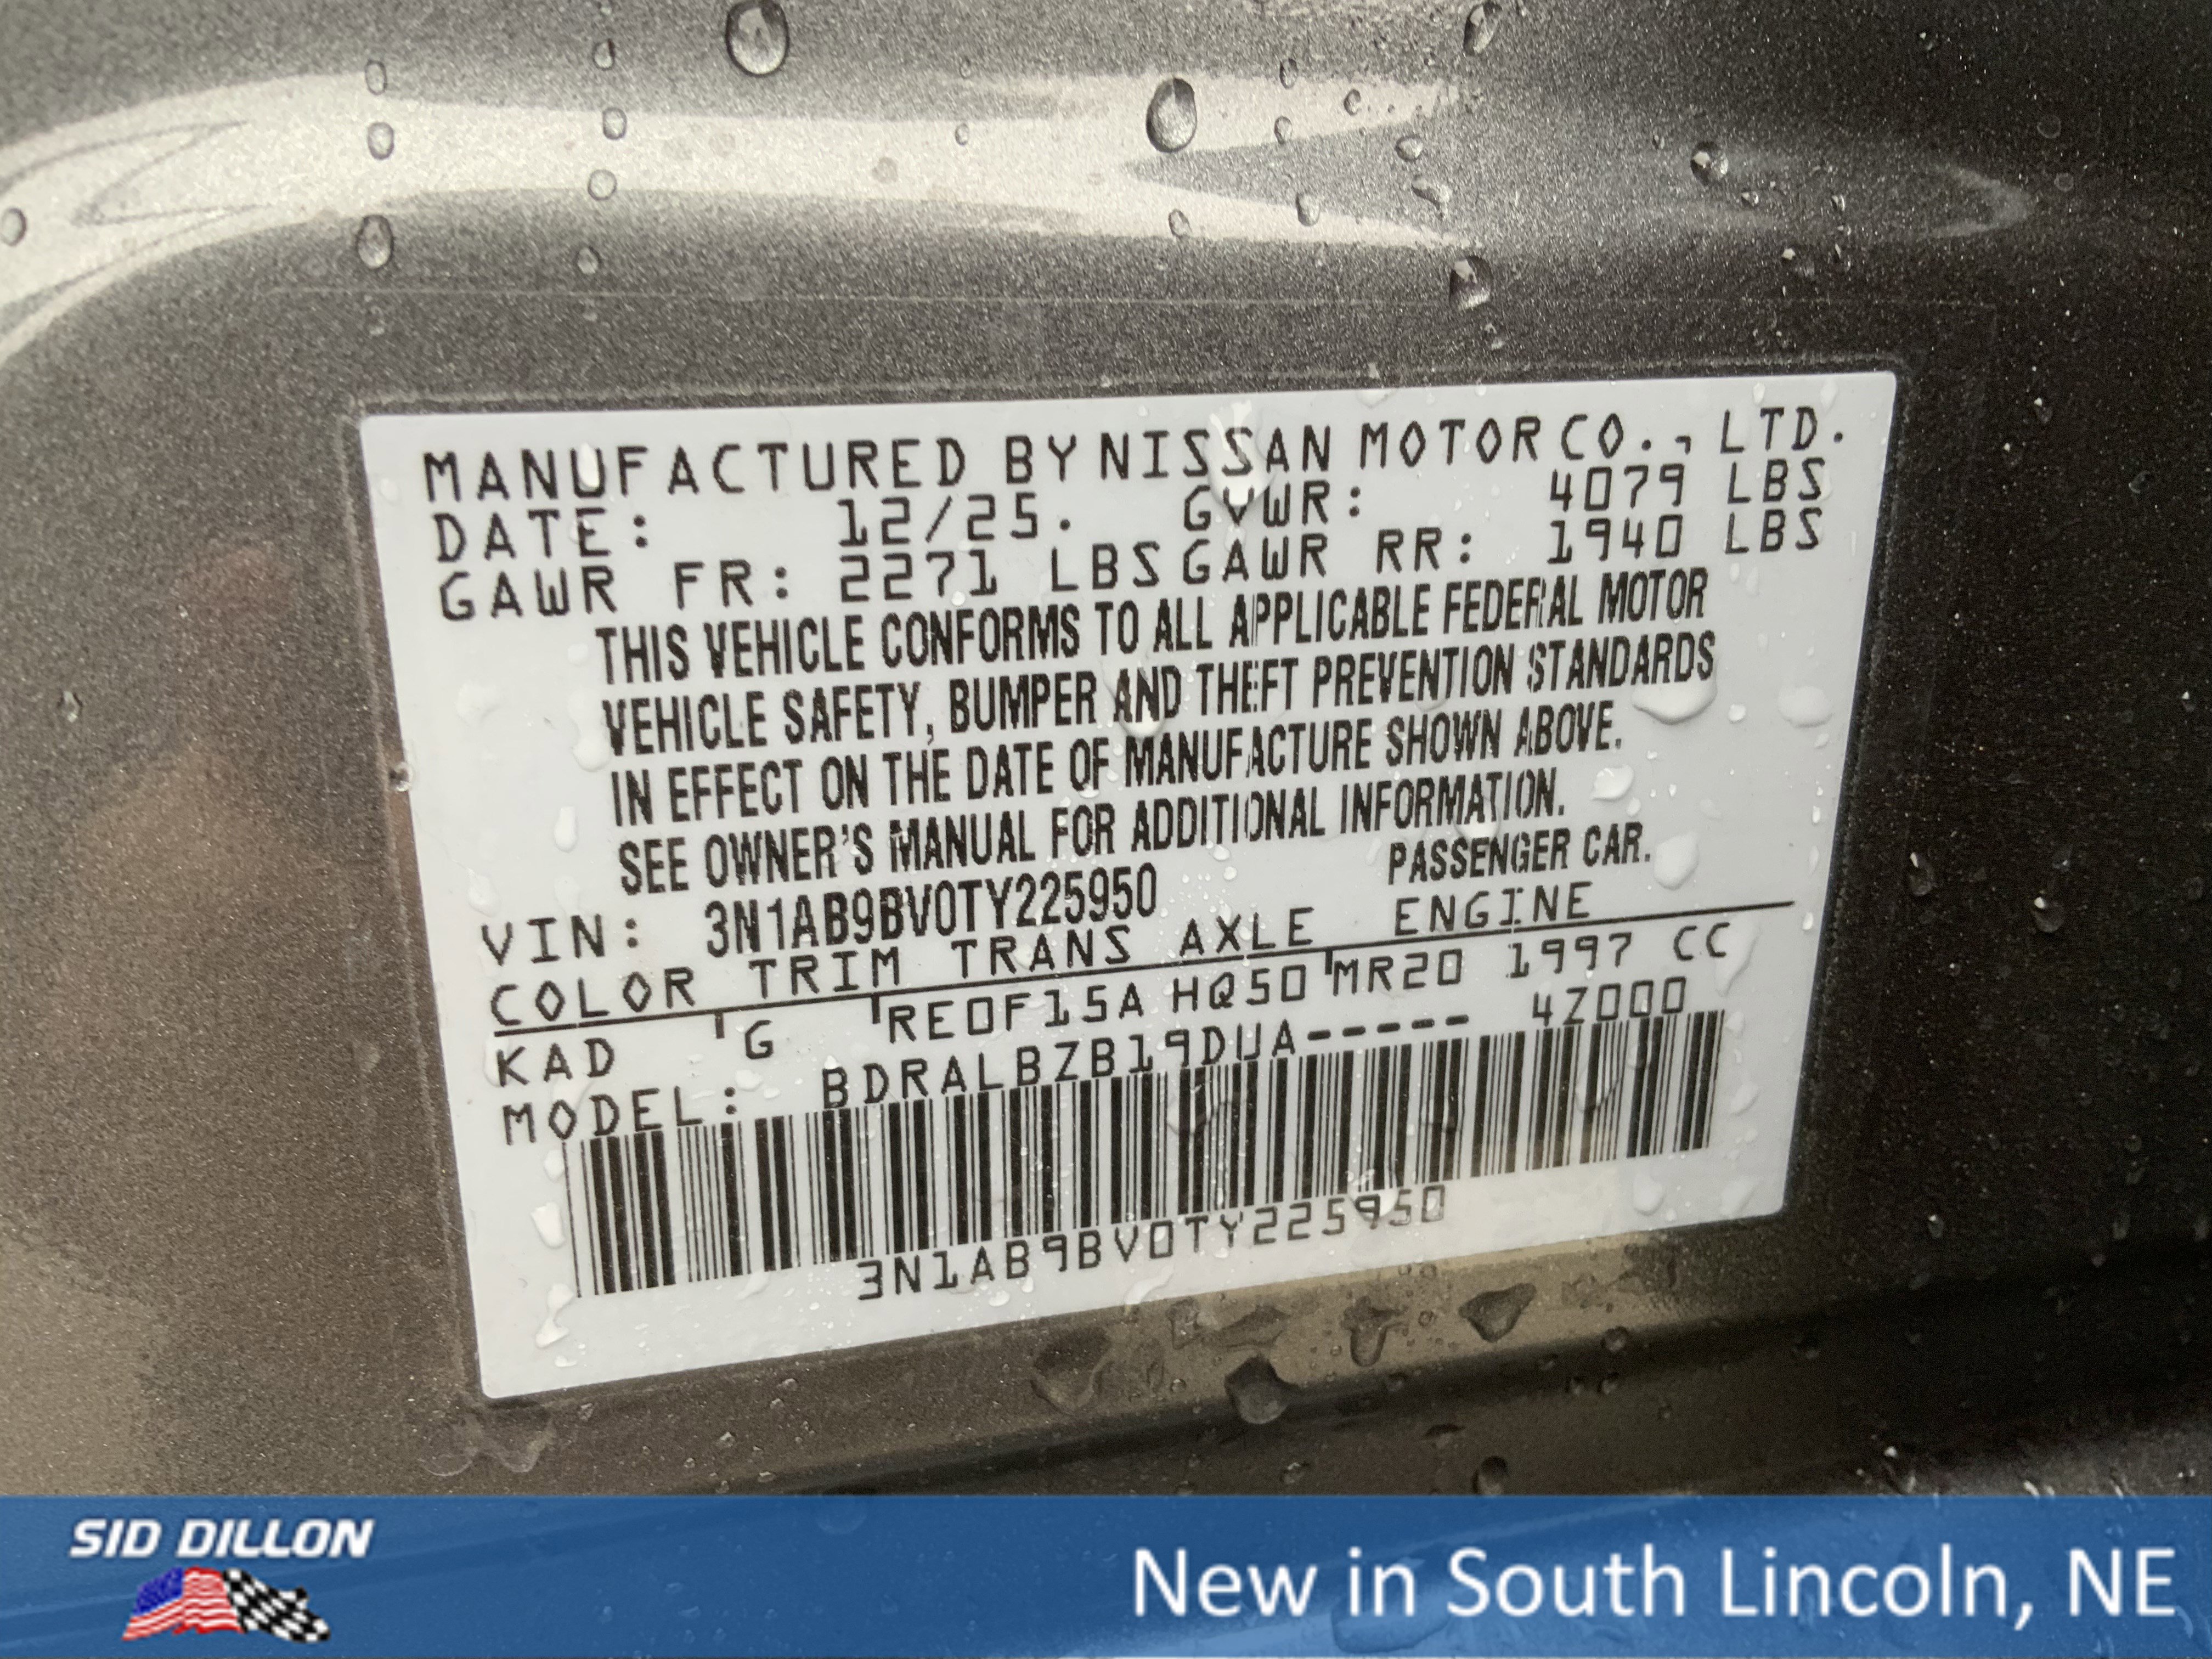 MANUFACTURED BY NISSAN MOTOR CO., LTD.
DATE: 12/25. GVWR: 4079 LBS
GAWR FR: 2271 LBS GAWR RR: 1940 LBS
THIS VEHICLE CONFORMS TO ALL APPLICABLE FEDERAL MOTOR
VEHICLE SAFETY, BUMPER AND THEFT PREVENTION STANDARDS
IN EFFECT ON THE DATE OF MANUFACTURE SHOWN ABOVE.
SEE OWNER'S MANUAL FOR ADDITIONAL INFORMATION.
VIN: 3N1AB9BV0TY225950 PASSENGER CAR.
COLOR TRIM TRANS AXLE ENGINE
KAD G RE0F15A HQ50 MR20 1997 CC
MODEL: BDRALBZB19DUA----- 4Z000
3N1AB9BV0TY225950
SID DILLON
New in South Lincoln, NE